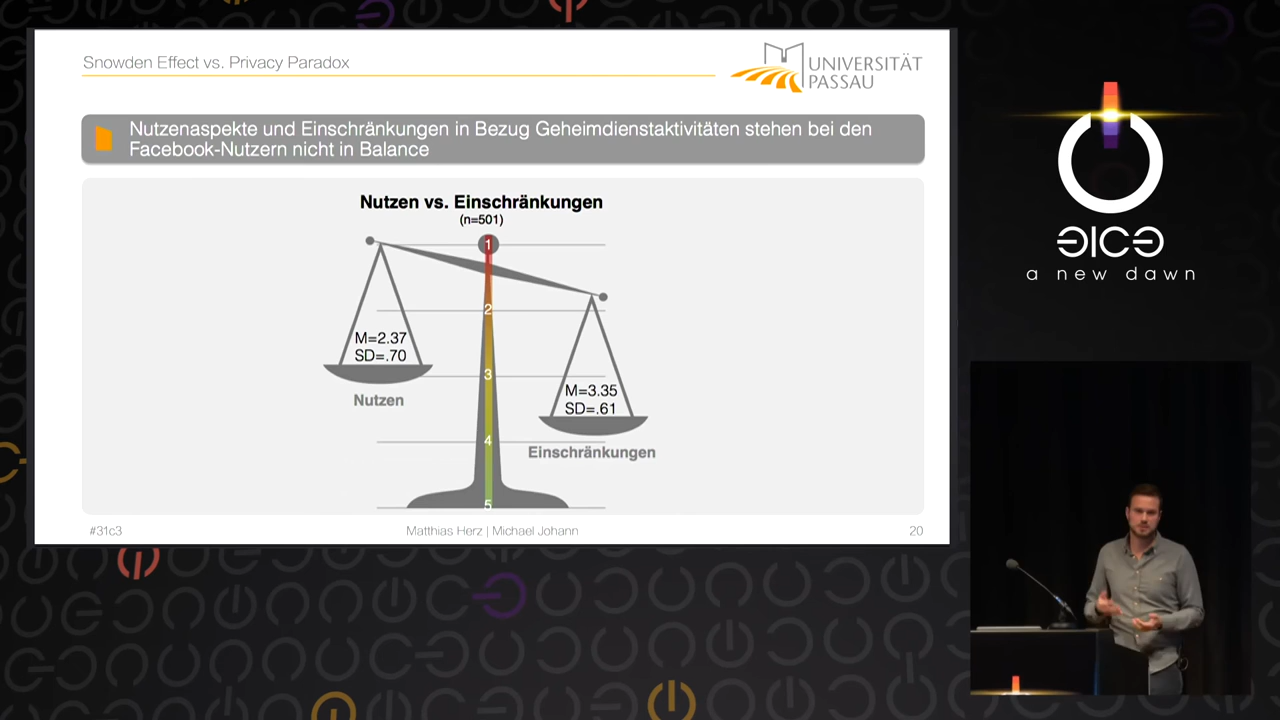 Snowden Effect vs. Privacy Paradox
UNIVERSITÄT
PASSAU
Nutzenaspekte und Einschränkungen in Bezug Geheimdienstaktivitäten stehen bei den
Facebook-Nutzern nicht in Balance
Nutzen vs. Einschränkungen
(n=501)
1
2
M=2.37
SD=.70
3
Nutzen
M=3.35
SD=.61
4
Einschränkungen
5
#31c3
Matthias Herz | Michael Johann
20
a new dawn